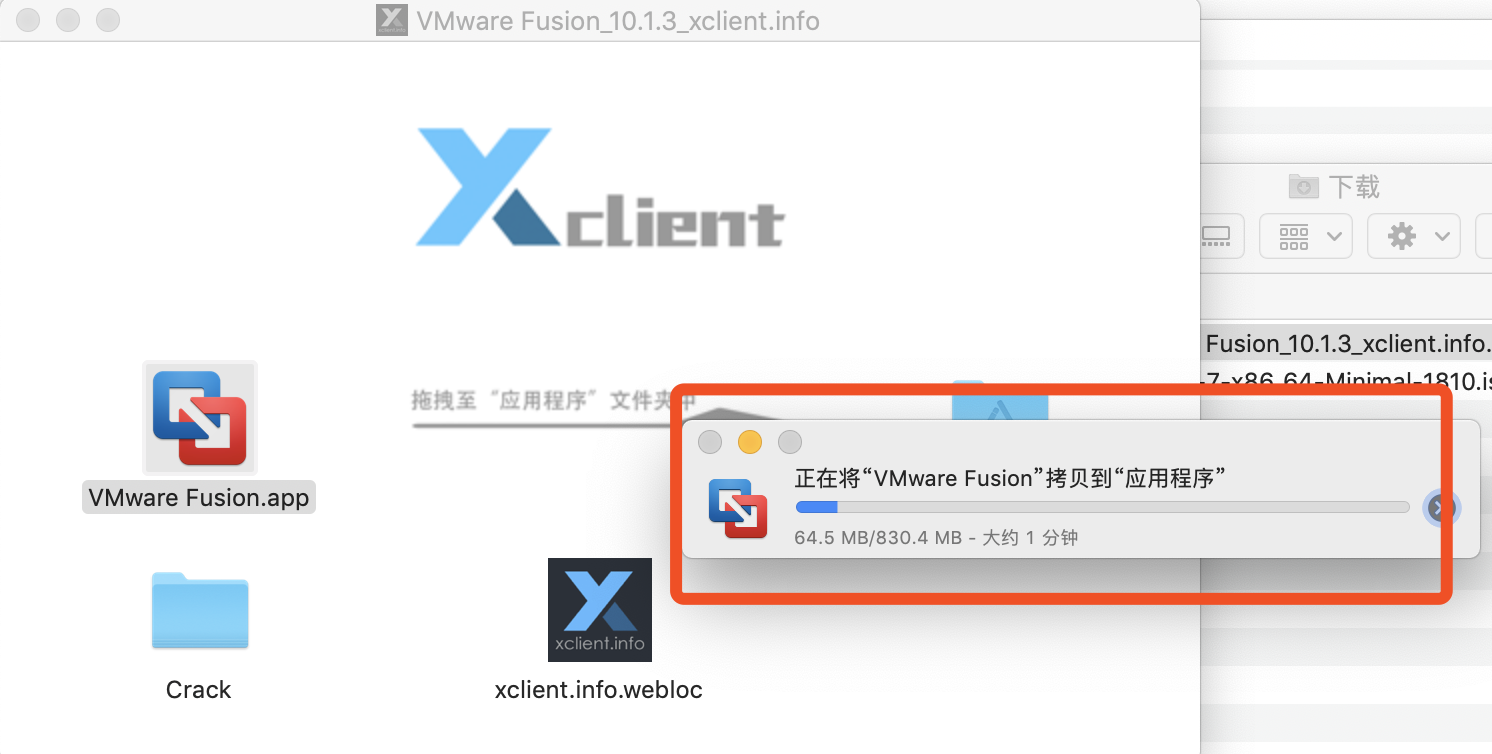 VMware Fusion_10.1.3_xclient.info
Xclient
下载
Fusion_10.1.3_xclient.info.
-7-x86_64-Minimal-1810.is
拖拽至 “应用程序” 文件夹中
正在将“VMware Fusion”拷贝到“应用程序”
64.5 MB/830.4 MB - 大约 1 分钟
VMware Fusion.app
xclient.info
Crack
xclient.info.webloc